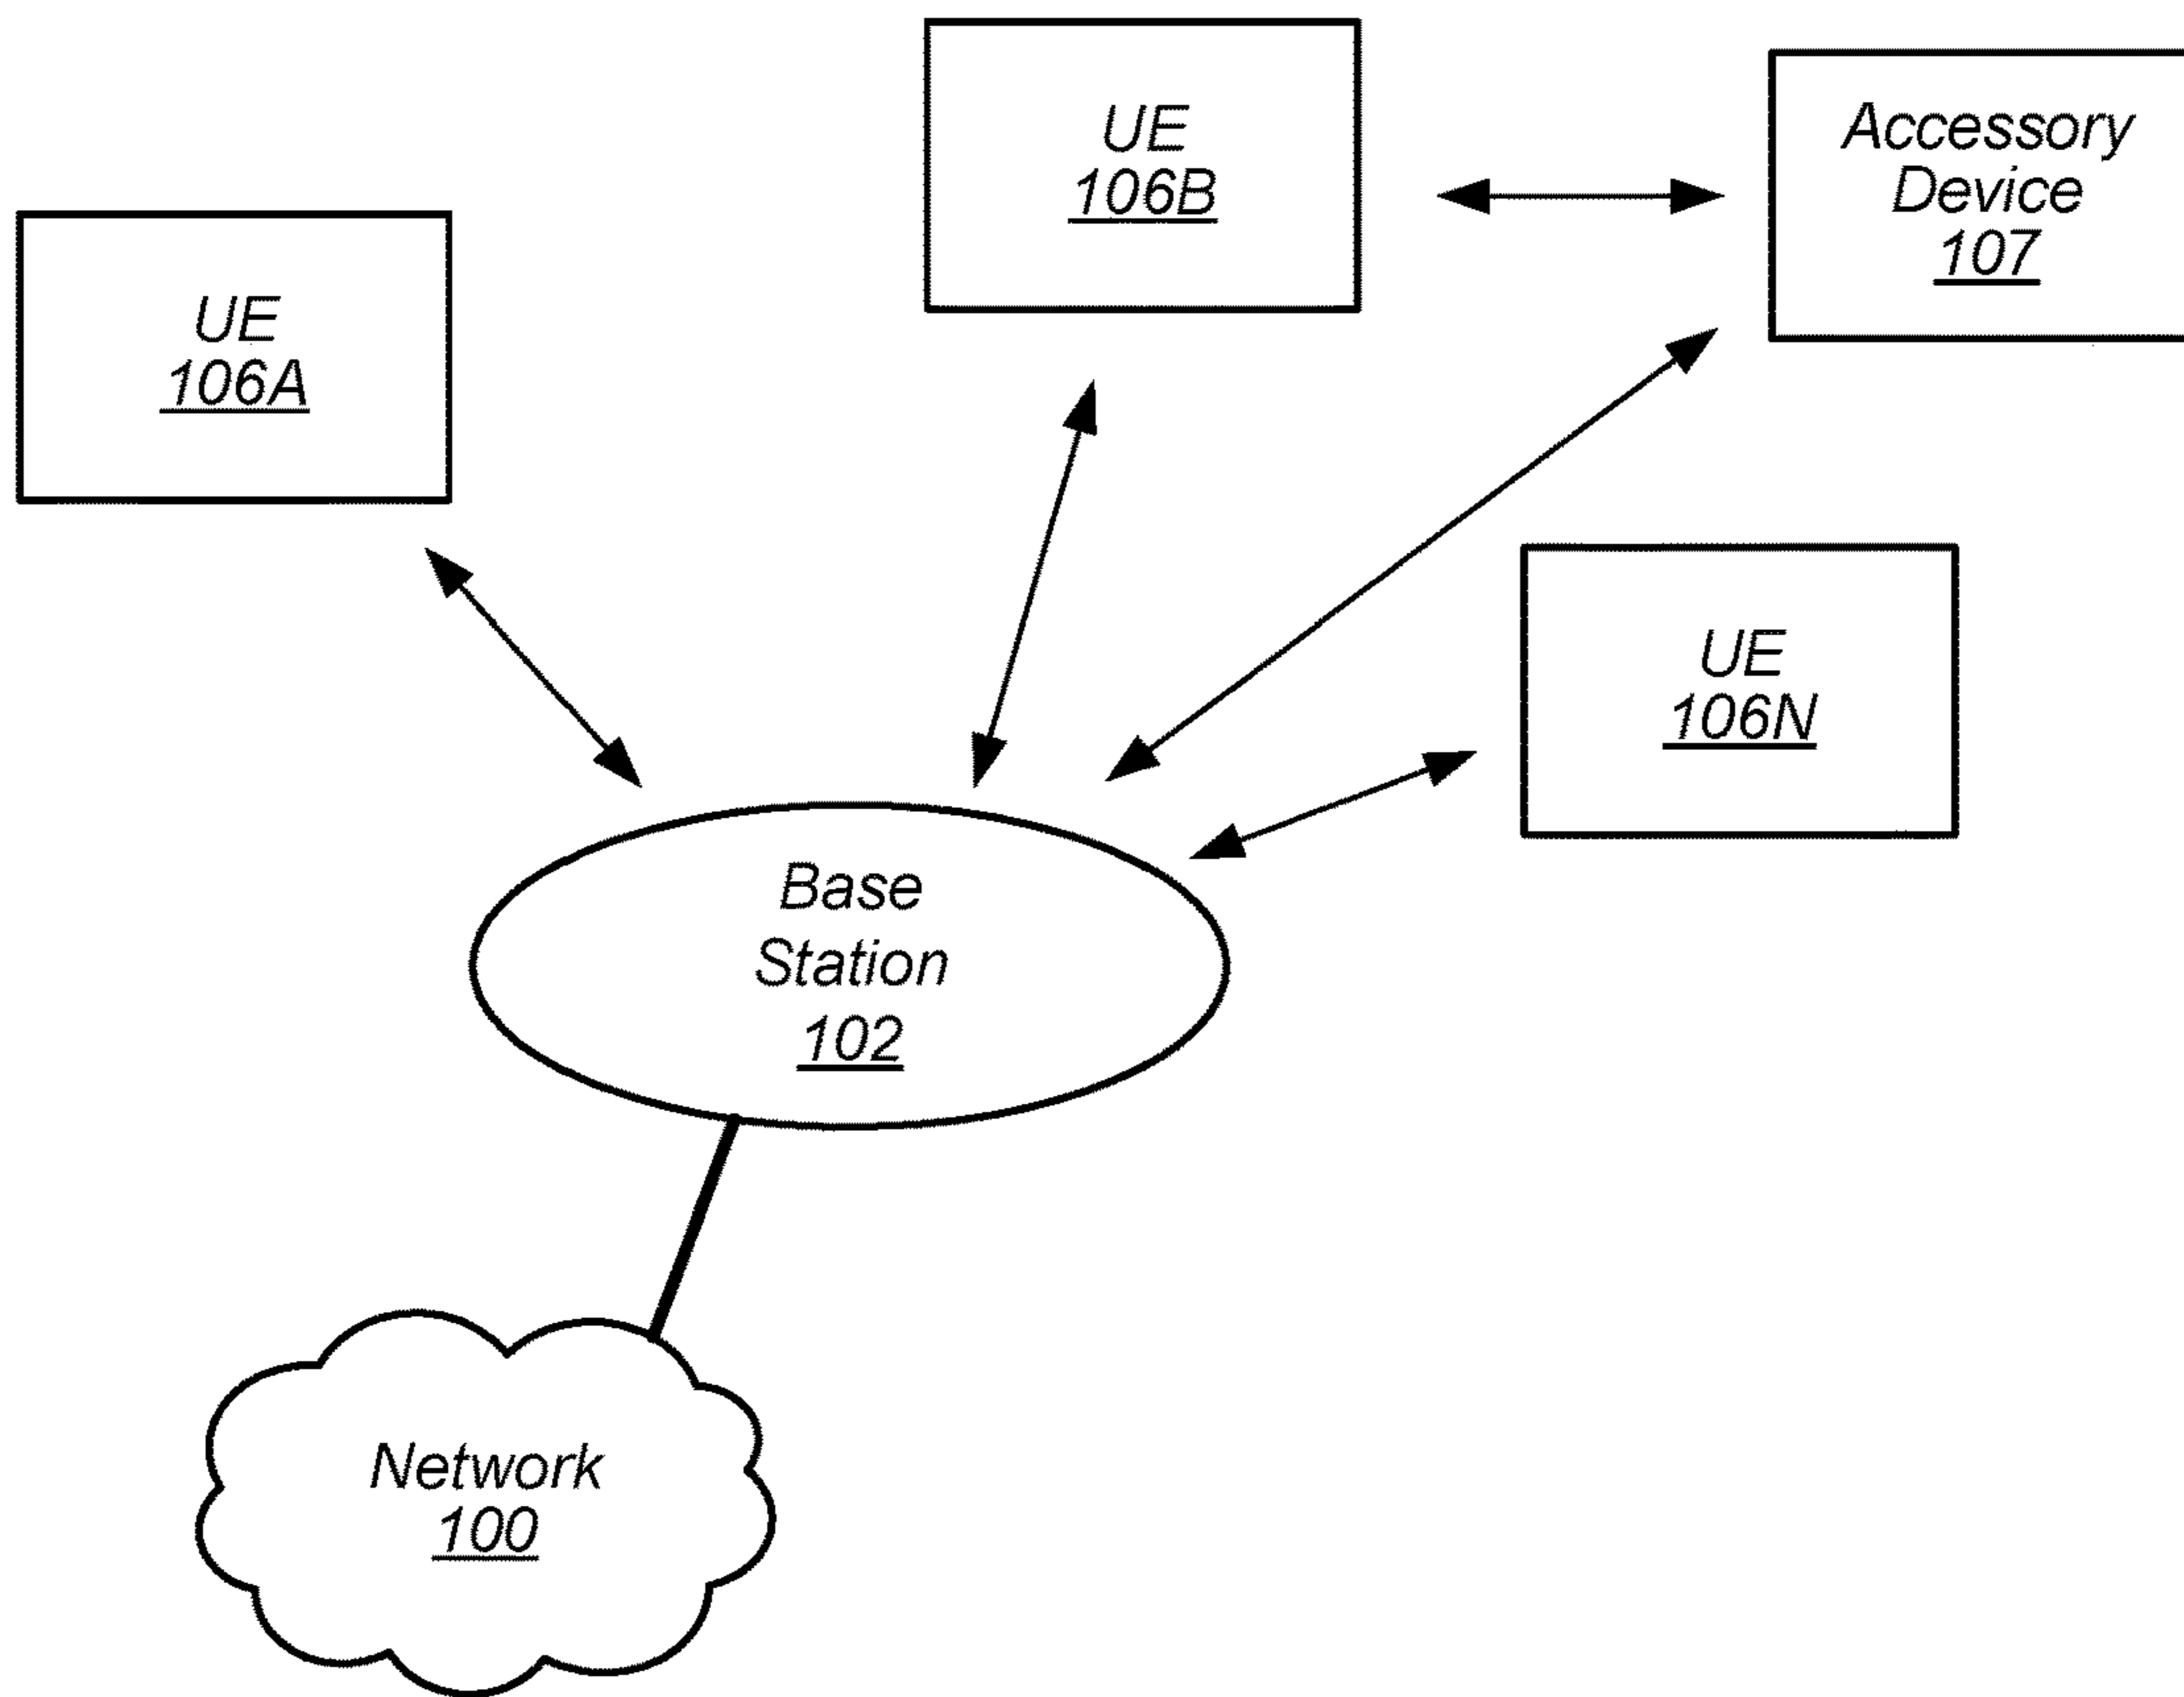 UE
106A
UE
106B
Accessory
Device
107
UE
106N
Base
Station
102
Network
100